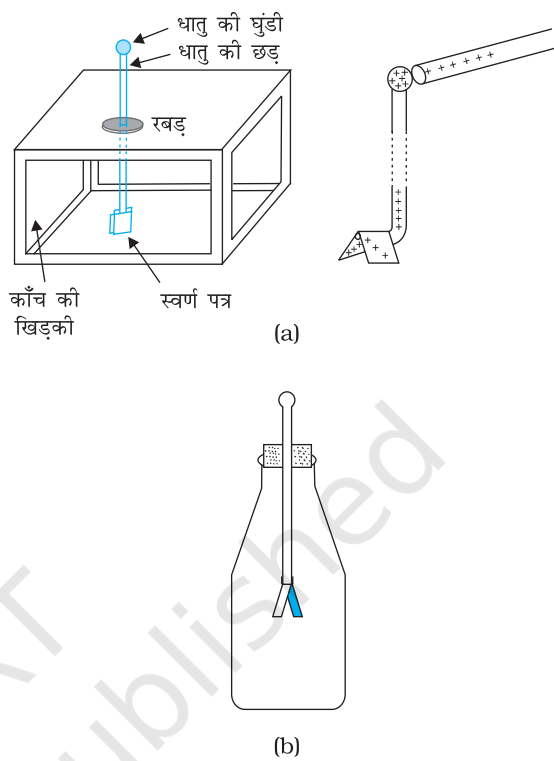 धातु की घुंडी
धातु की छड़
रबड़
काँच की
खिड़की
स्वर्ण पत्र
(a)
(b)